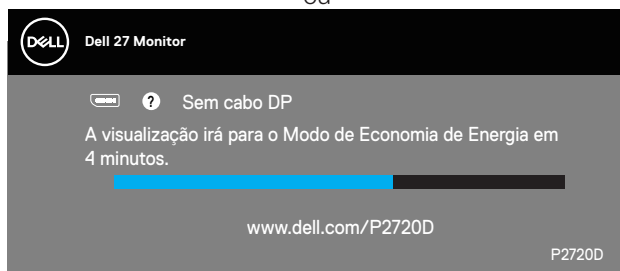 ou
DELL
Dell 27 Monitor
? Sem cabo DP
A visualização irá para o Modo de Economia de Energia em
4 minutos.
www.dell.com/P2720D
P2720D